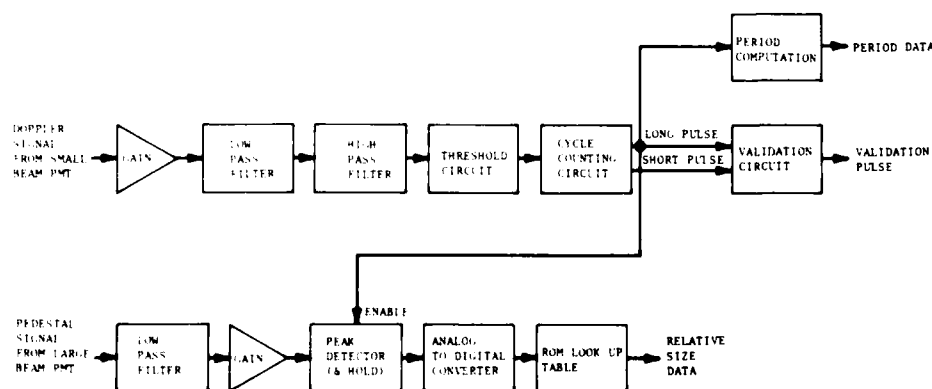 PERIOD
COMPUTATION
PERIOD DATA
DOPPLER
SIGNAL
FROM SMALL
BEAM PMT
GAIN
LOW
PASS
FILTER
HIGH
PASS
FILTER
THRESHOLD
CIRCUIT
CYCLE
COUNTING
CIRCUIT
LONG PULSE
SHORT PULSE
VALIDATION
CIRCUIT
VALIDATION
PULSE
ENABLE
PEDESTAL
SIGNAL
FROM LARGE
BEAM PMT
LOW
PASS
FILTER
GAIN
PEAK
DETECTOR
(& HOLD)
ANALOG
TO DIGITAL
CONVERTER
ROM LOOK UP
TABLE
RELATIVE
SIZE
DATA